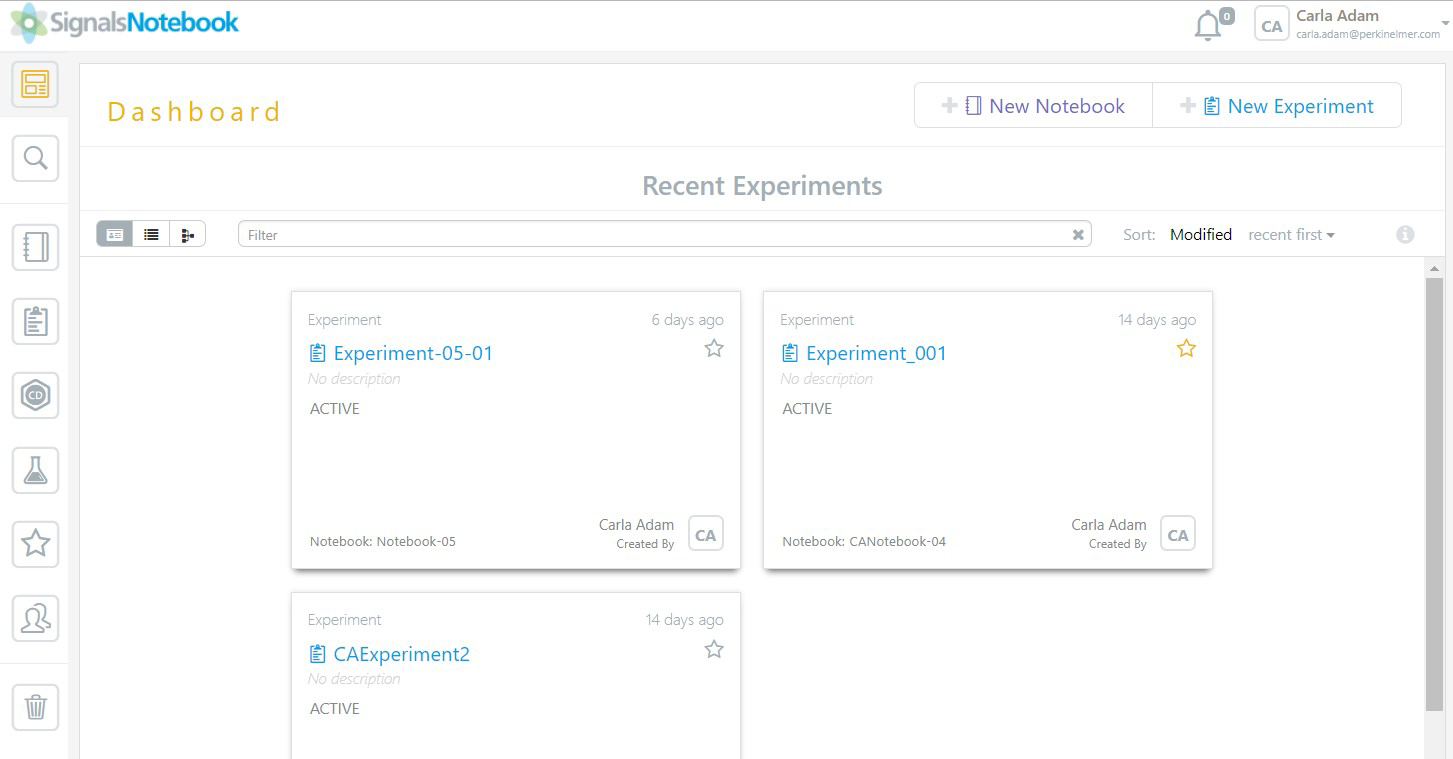 SignalsNotebook
0
CA
Carla Adam
carla.adam@perkinelmer.com
Dashboard
New Notebook
New Experiment
Recent Experiments
Filter
Sort: Modified recent first
CD
Experiment 6 days ago
Experiment-05-01
No description
ACTIVE
Carla Adam
Created By
CA
Notebook: Notebook-05
Experiment 14 days ago
Experiment_001
No description
ACTIVE
Carla Adam
Created By
CA
Notebook: CANotebook-04
Experiment 14 days ago
CAExperiment2
No description
ACTIVE